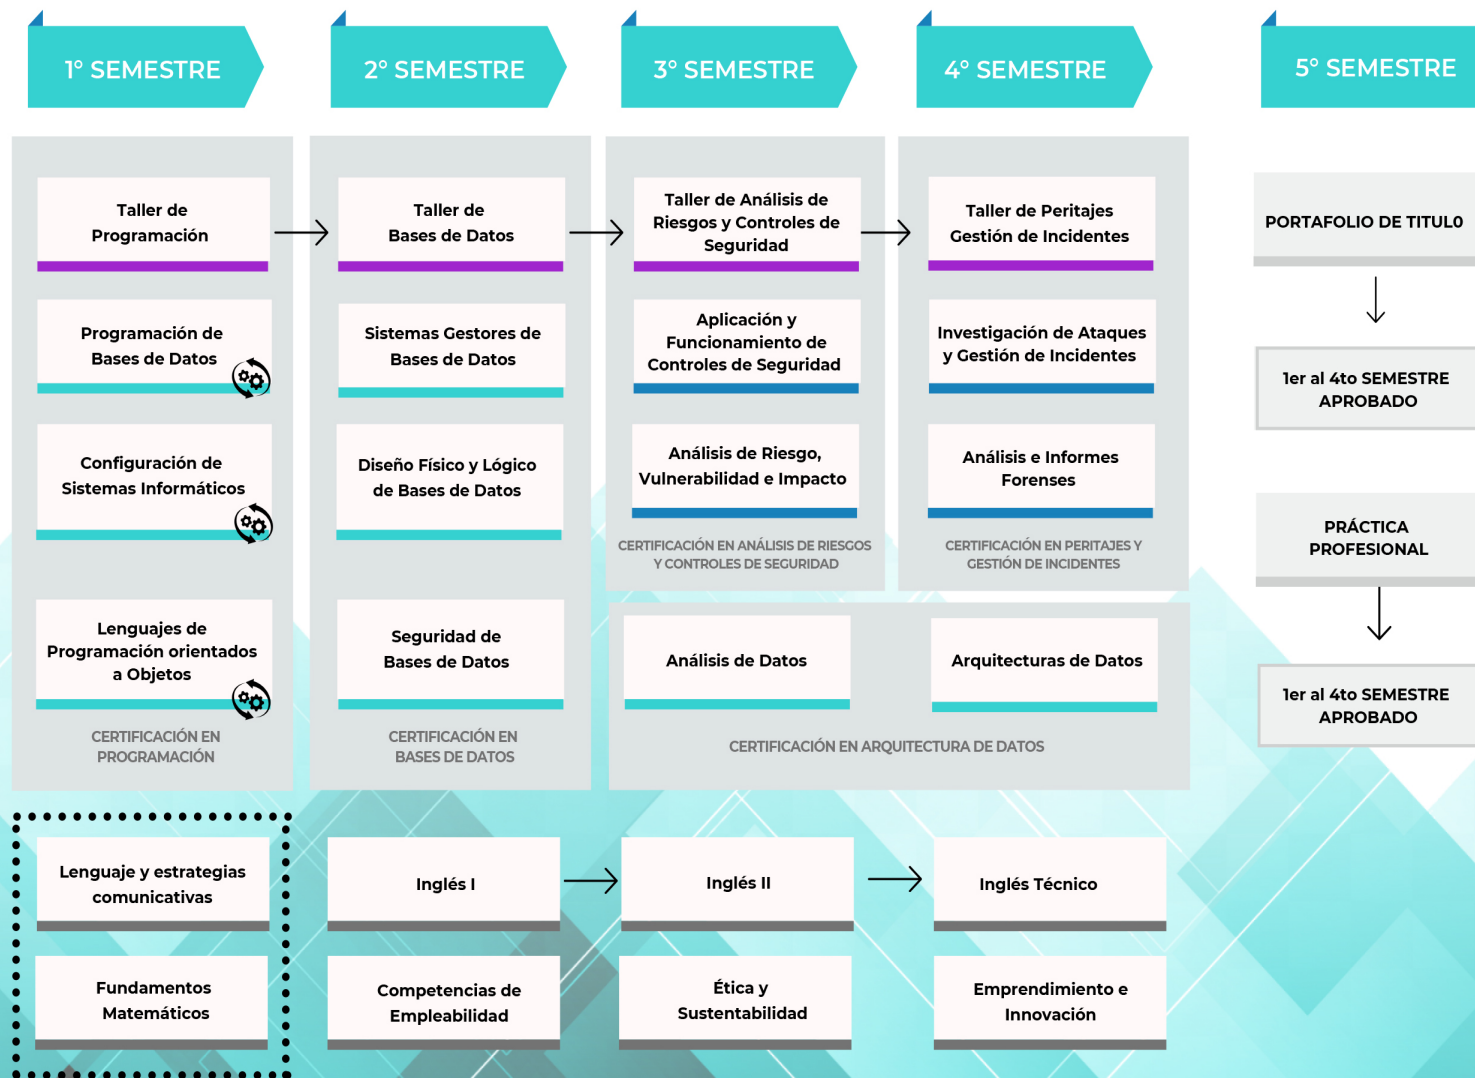 1° SEMESTRE
2° SEMESTRE
3° SEMESTRE
4° SEMESTRE
5° SEMESTRE
Taller de
Programación
Programación de
Bases de Datos
Configuración de
Sistemas Informáticos
Lenguajes de
Programación orientados
a Objetos
CERTIFICACIÓN EN
PROGRAMACIÓN
Lenguaje y estrategias
comunicativas
Fundamentos
Matemáticos
Taller de
Bases de Datos
Sistemas Gestores de
Bases de Datos
Diseño Físico y Lógico
de Bases de Datos
Seguridad de
Bases de Datos
CERTIFICACIÓN EN
BASES DE DATOS
Inglés I
Competencias de
Empleabilidad
Taller de Análisis de
Riesgos y Controles de
Seguridad
Aplicación y
Funcionamiento de
Controles de Seguridad
Análisis de Riesgo,
Vulnerabilidad e Impacto
CERTIFICACIÓN EN ANÁLISIS DE RIESGOS
Y CONTROLES DE SEGURIDAD
Análisis de Datos
Taller de Peritajes
Gestión de Incidentes
Investigación de Ataques
y Gestión de Incidentes
Análisis e Informes
Forenses
CERTIFICACIÓN EN PERITAJES Y
GESTIÓN DE INCIDENTES
Arquitecturas de Datos
CERTIFICACIÓN EN ARQUITECTURA DE DATOS
Inglés II
Ética y
Sustentabilidad
Inglés Técnico
Emprendimiento e
Innovación
PORTAFOLIO DE TITUL0
1er al 4to SEMESTRE
APROBADO
PRÁCTICA
PROFESIONAL
1er al 4to SEMESTRE
APROBADO